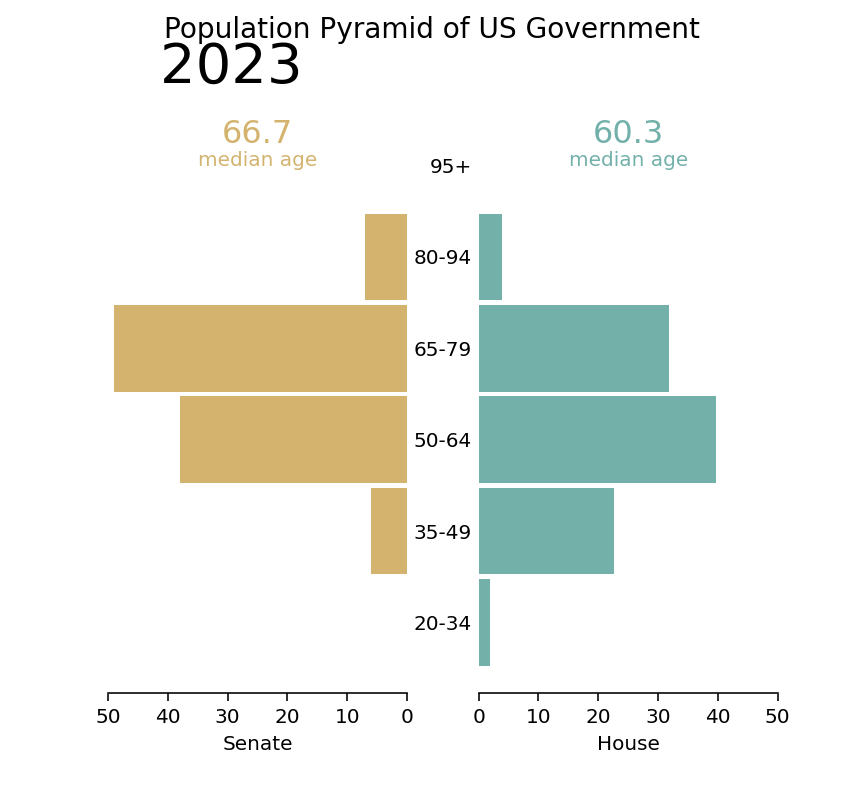 Population Pyramid of US Government
2023
66.7
median age
60.3
median age
95+
80-94
65-79
50-64
35-49
20-34
50 40 30 20 10 0
0 10 20 30 40 50
Senate
House